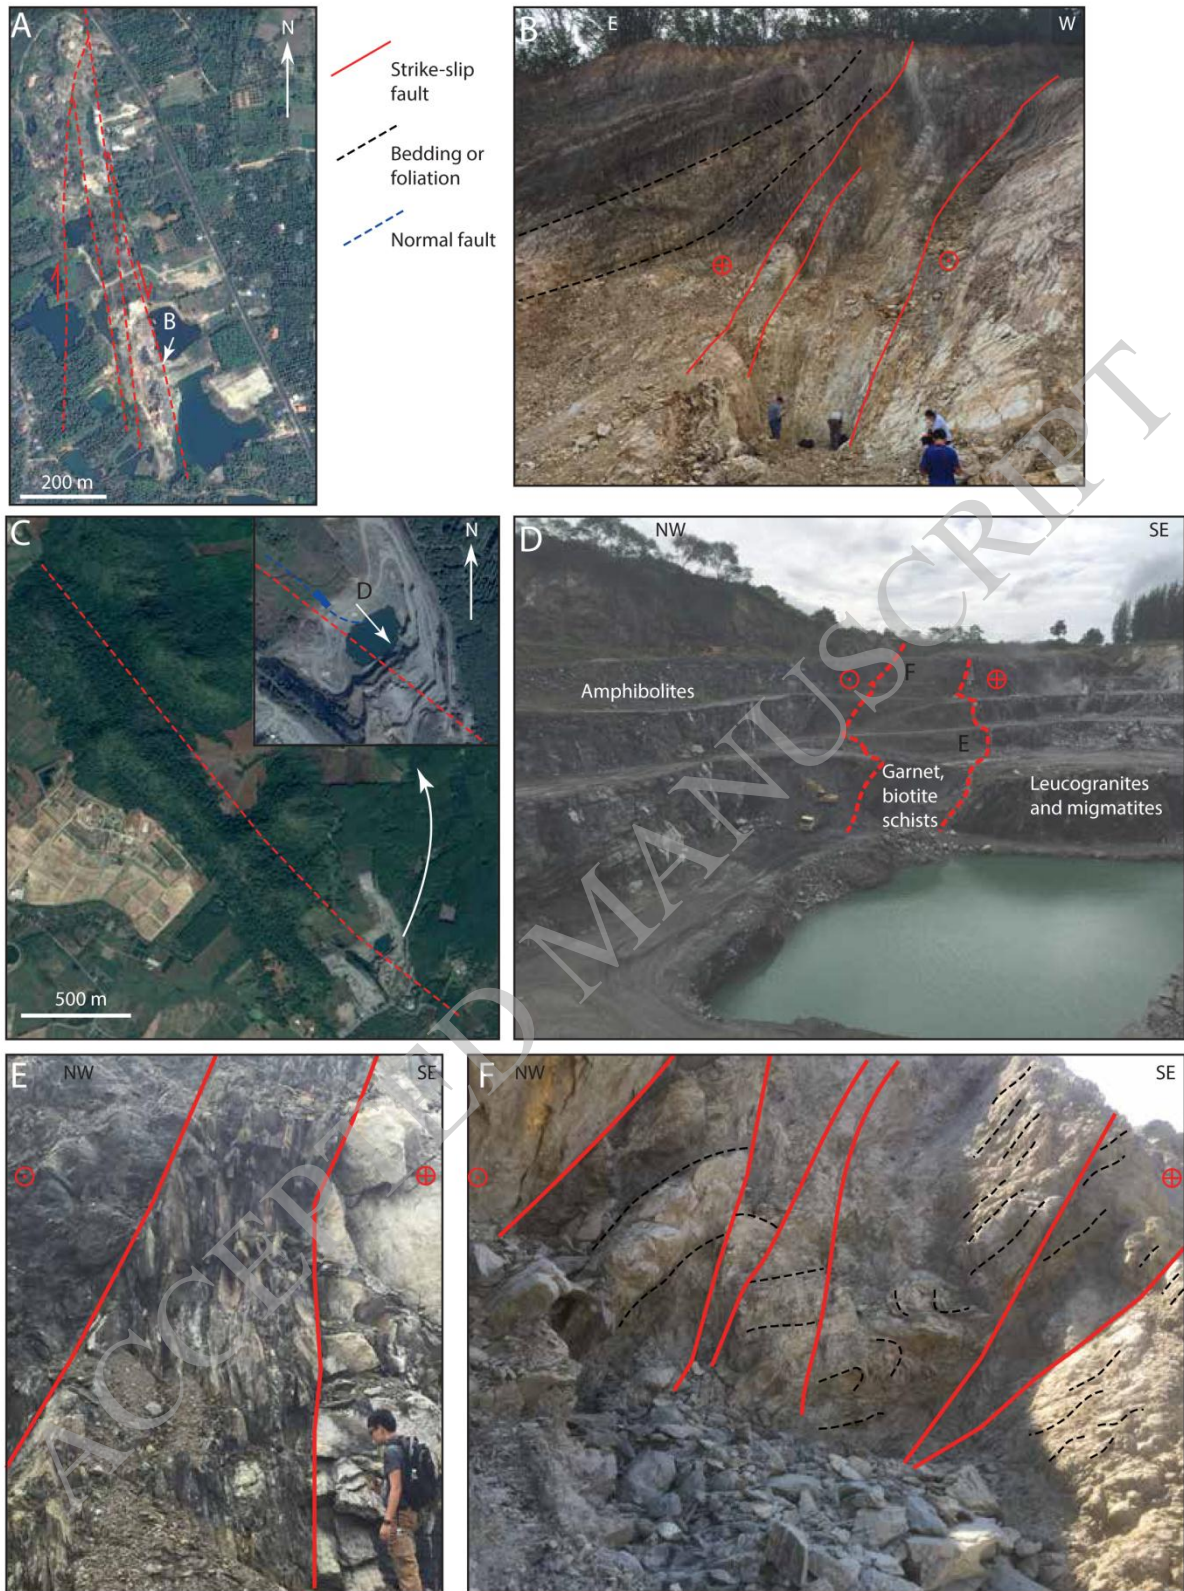 A
N
B
200 m
Strike-slip
fault
Bedding or
foliation
Normal fault
B
E
W
C
N
D
500 m
D
NW
SE
Amphibolites
F
E
Garnet,
biotite
schists
Leucogranites
and migmatites
E
NW
SE
F
NW
SE
ACCEPTED MANUSCRIPT